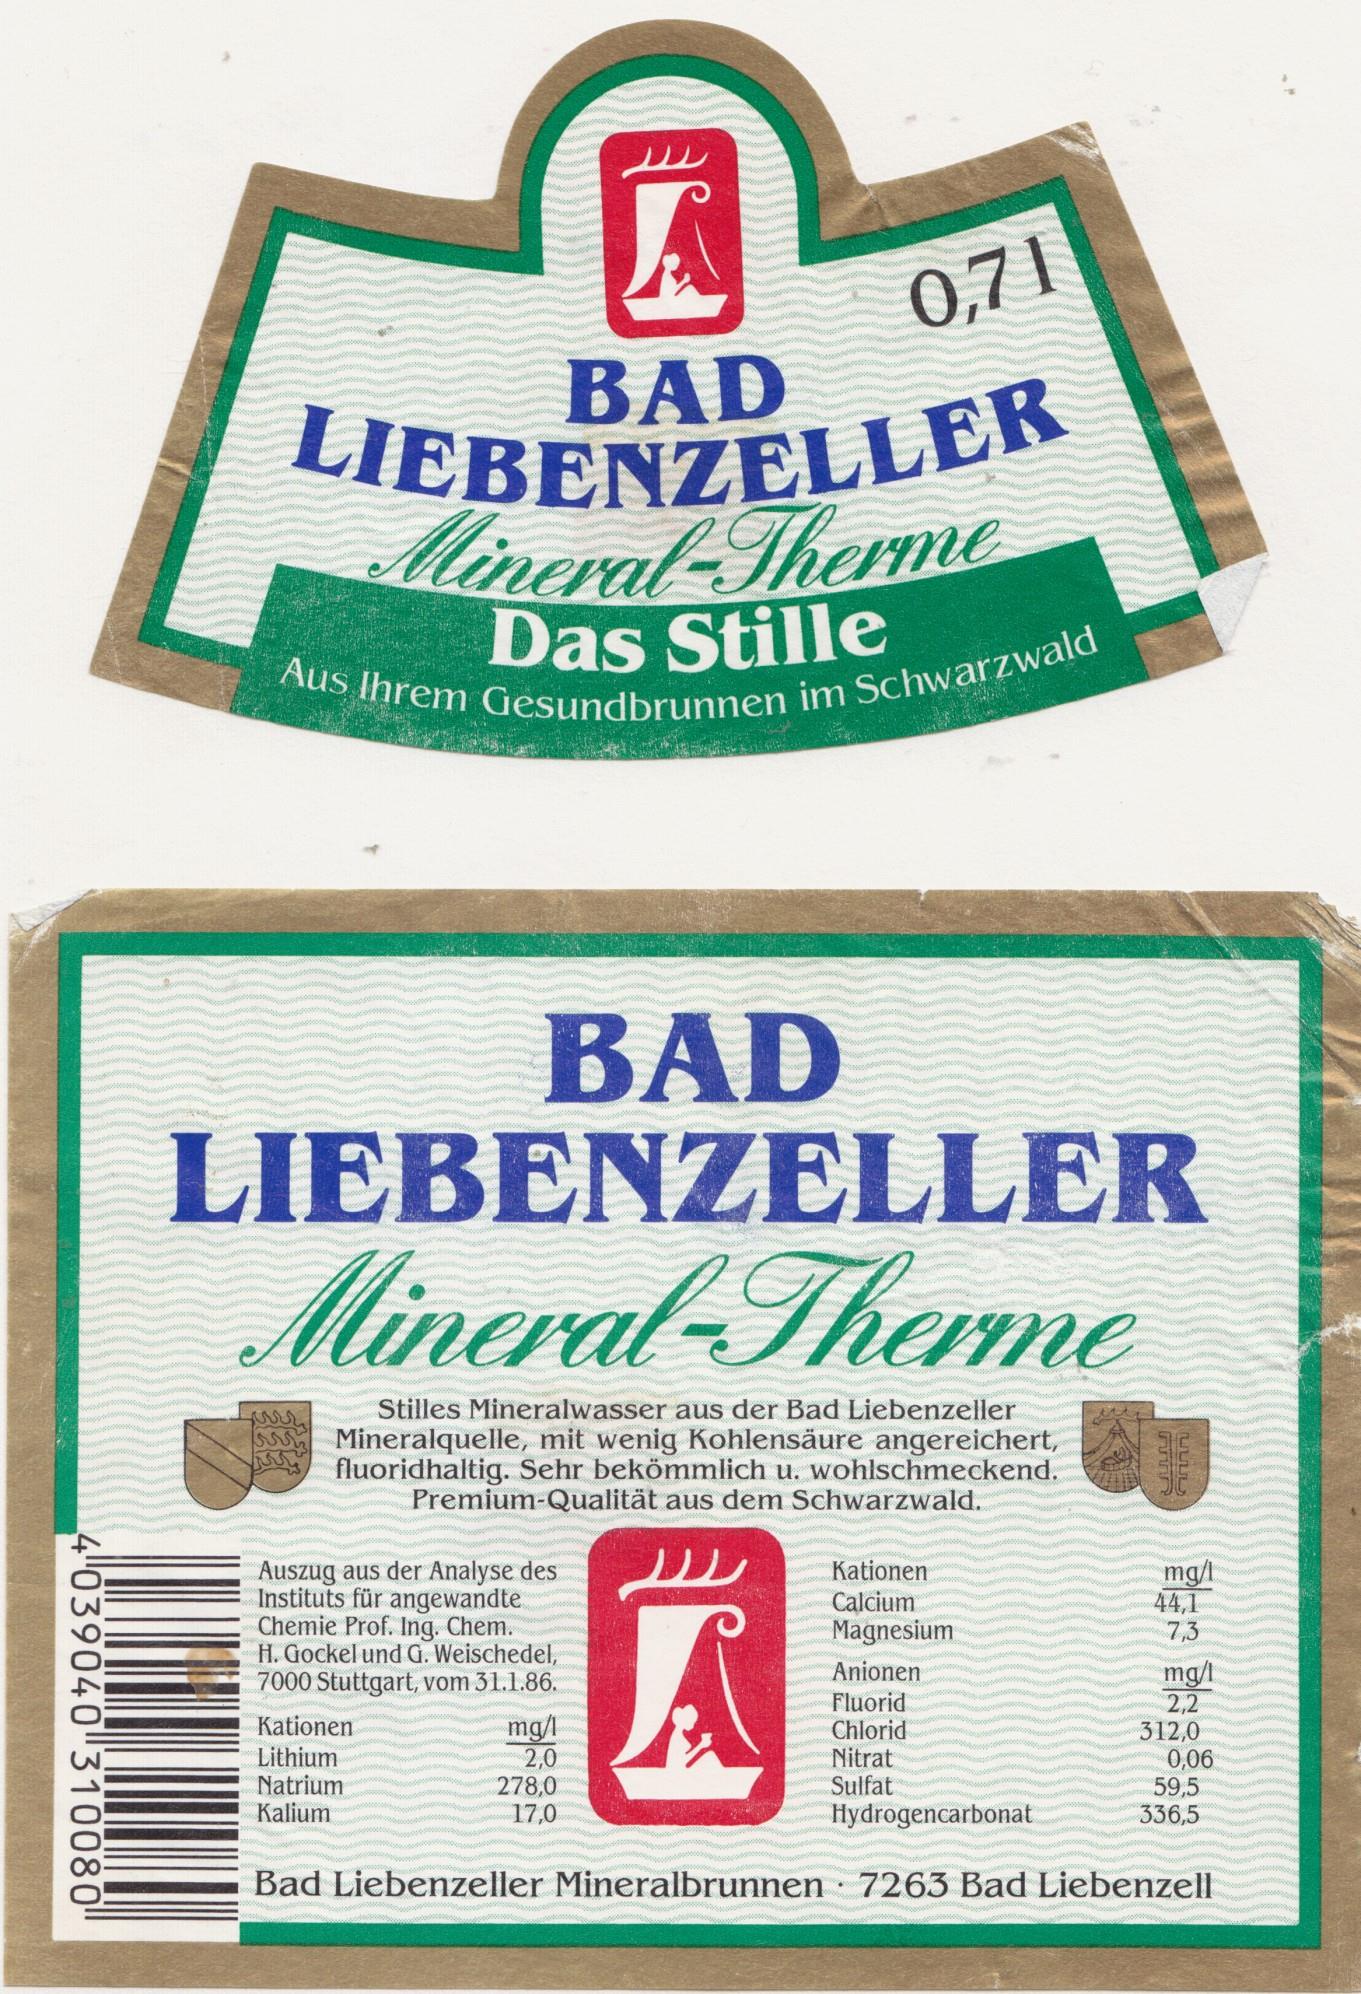 0,7 l
BAD
LIEBENZELLER
Mineral-Therme
Das Stille
Aus Ihrem Gesundbrunnen im Schwarzwald
BAD
LIEBENZELLER
Mineral-Therme
Stilles Mineralwasser aus der Bad Liebenzeller
Mineralquelle, mit wenig Kohlensäure angereichert,
fluoridhaltig. Sehr bekömmlich u. wohlschmeckend.
Premium-Qualität aus dem Schwarzwald.
4 039040 310080
Auszug aus der Analyse des
Instituts für angewandte
Chemie Prof. Ing. Chem.
H. Gockel und G. Weischedel,
7000 Stuttgart, vom 31.1.86.
Kationen mg/l
Lithium 2,0
Natrium 278,0
Kalium 17,0
Kationen mg/l
Calcium 44,1
Magnesium 7,3
Anionen mg/l
Fluorid 2,2
Chlorid 312,0
Nitrat 0,06
Sulfat 59,5
Hydrogencarbonat 336,5
Bad Liebenzeller Mineralbrunnen · 7263 Bad Liebenzell